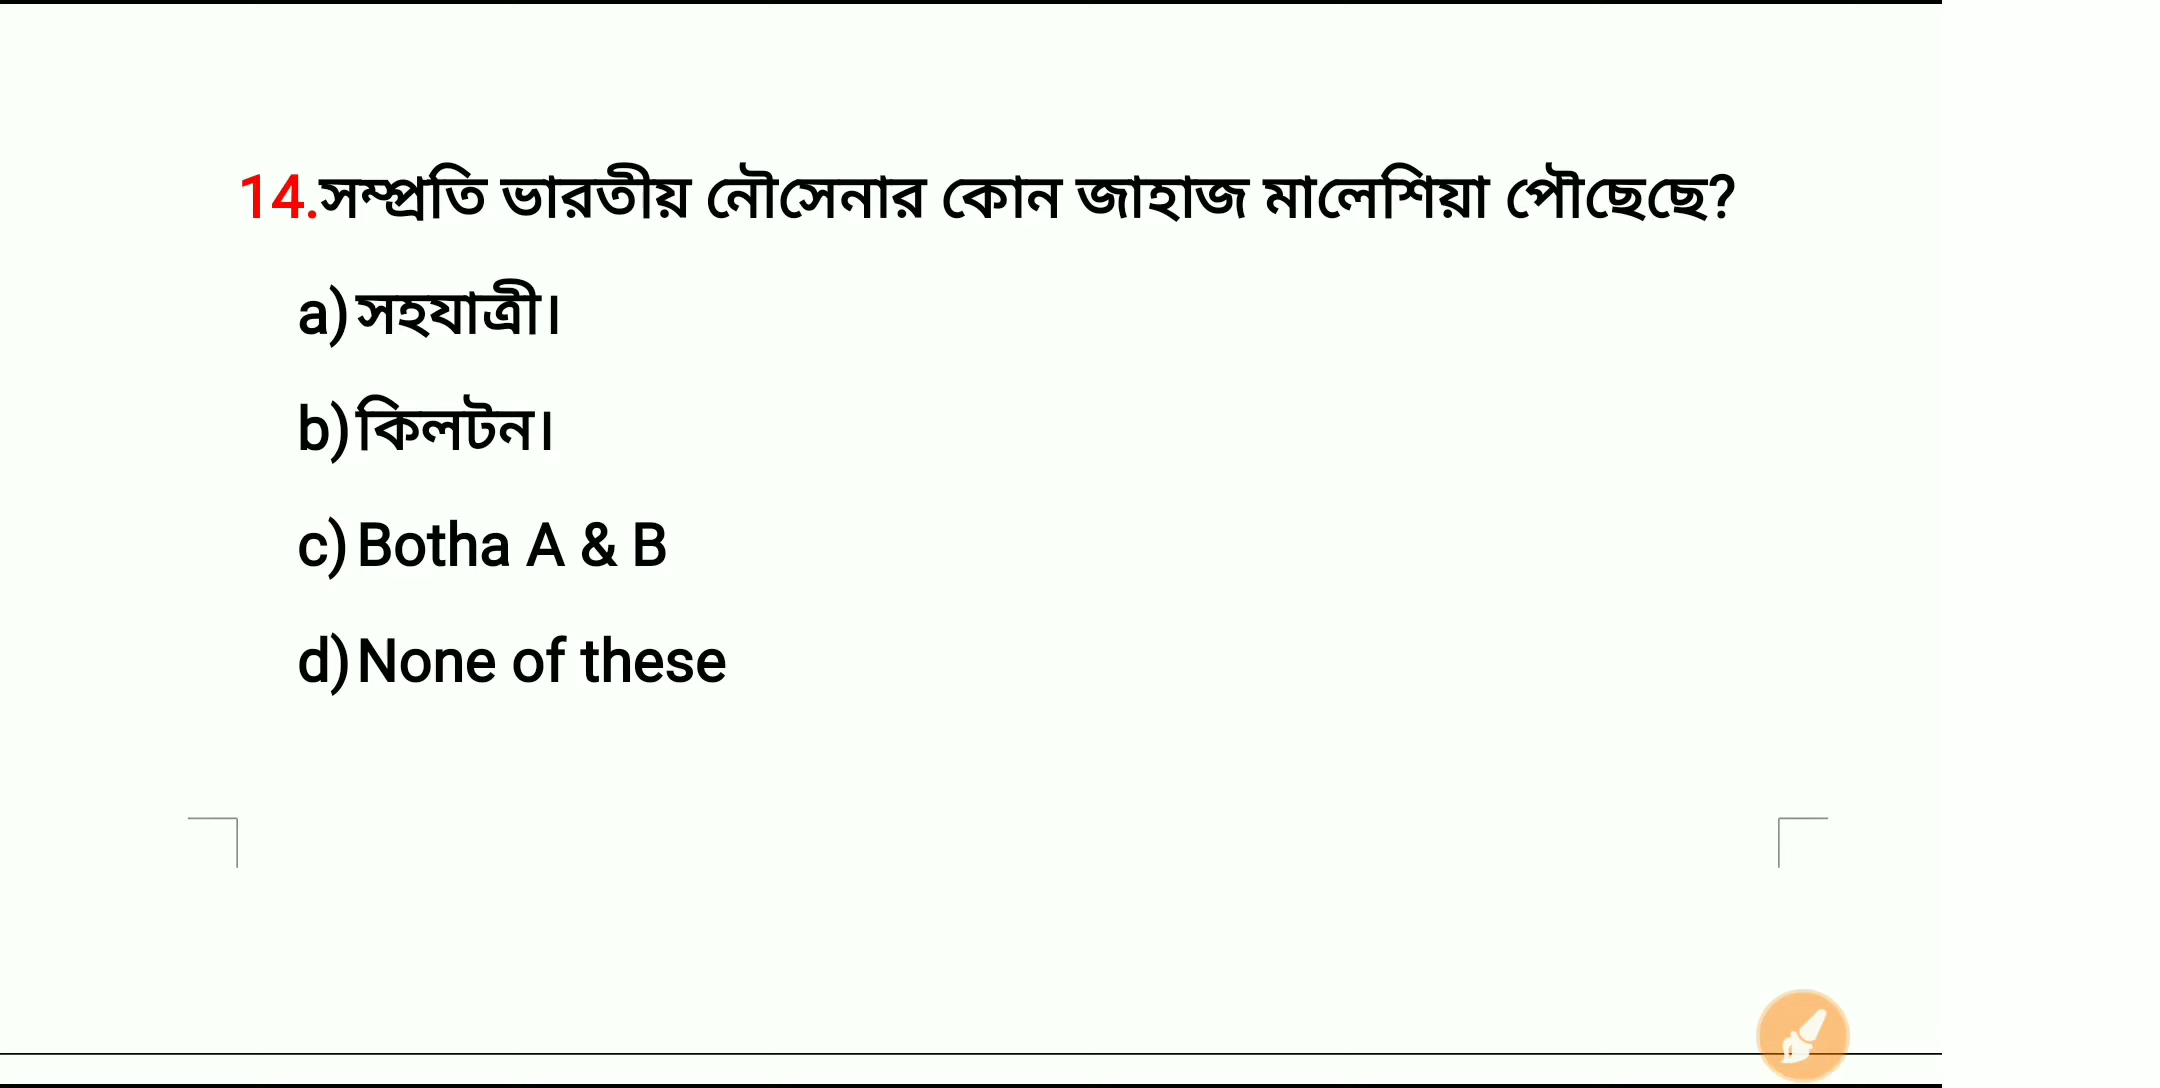 14.সম্প্রতি ভারতীয় নৌসেনার কোন জাহাজ মালেশিয়া পৌছেছে?
a)সহযাত্রী।
b)কিলটন।
c)Botha A & B
d)None of these